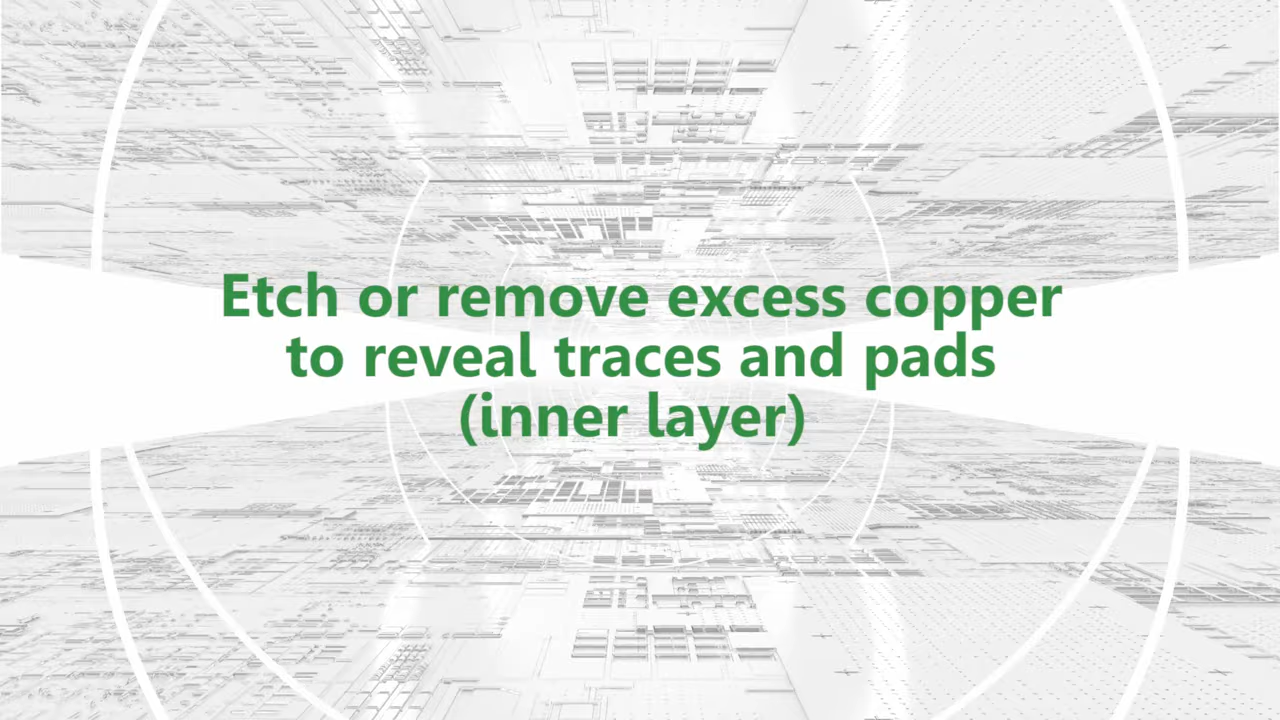 Etch or remove excess copper
to reveal traces and pads
(inner layer)